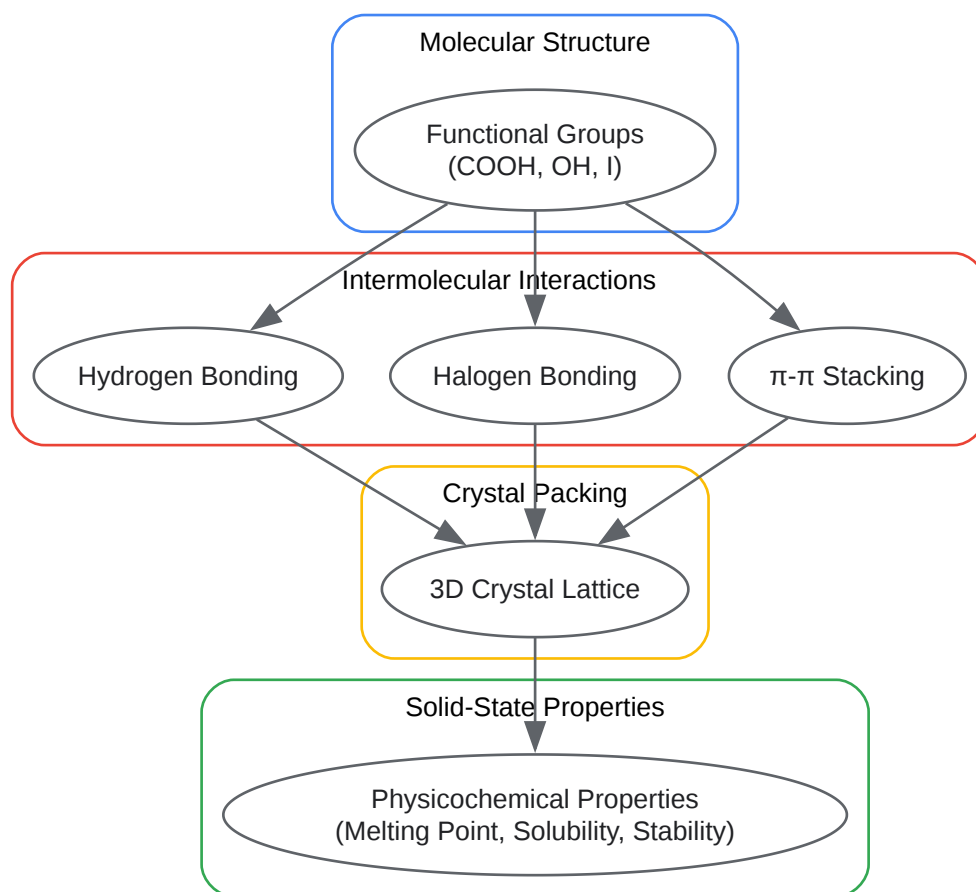 Molecular Structure
Functional Groups
(COOH, OH, I)
Intermolecular Interactions
Hydrogen Bonding
Halogen Bonding
π-π Stacking
Crystal Packing
3D Crystal Lattice
Solid-State Properties
Physicochemical Properties
(Melting Point, Solubility, Stability)